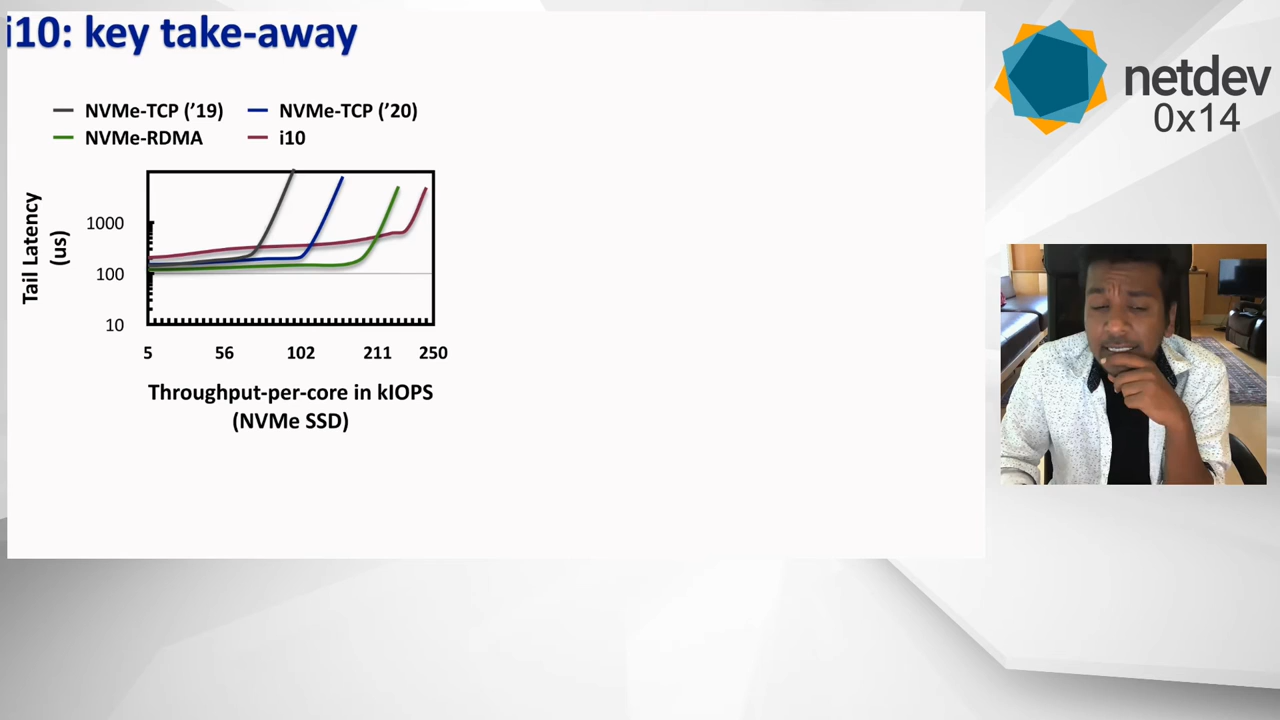 i10: key take-away
NVMe-TCP ('19)
NVMe-TCP ('20)
NVMe-RDMA
i10
Tail Latency
(us)
1000
100
10
5
56
102
211
250
Throughput-per-core in kIOPS
(NVMe SSD)
netdev
0x14